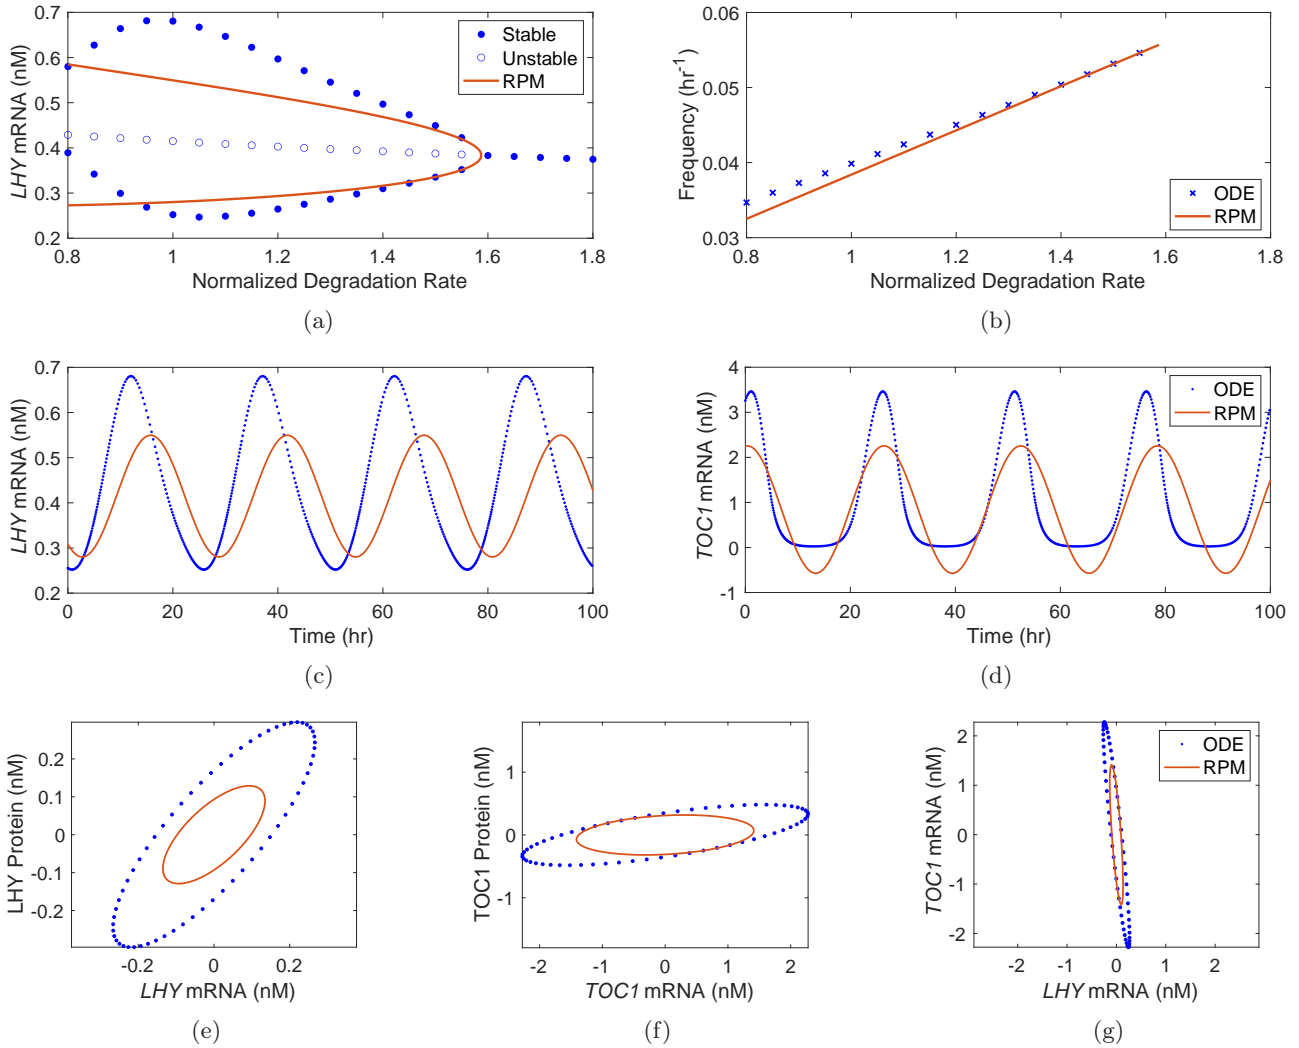 0.7
0.6
0.5
0.4
0.3
0.2
LHY mRNA (nM)
Stable
Unstable
RPM
0.8 1 1.2 1.4 1.6 1.8
Normalized Degradation Rate
(a)
0.06
0.05
0.04
0.03
Frequency (hr-1)
ODE
RPM
0.8 1 1.2 1.4 1.6 1.8
Normalized Degradation Rate
(b)
0.7
0.6
0.5
0.4
0.3
0.2
LHY mRNA (nM)
0 20 40 60 80 100
Time (hr)
(c)
4
3
2
1
0
-1
TOC1 mRNA (nM)
ODE
RPM
0 20 40 60 80 100
Time (hr)
(d)
0.2
0.1
0
-0.1
-0.2
LHY Protein (nM)
-0.2 0 0.2
LHY mRNA (nM)
(e)
1
0
-1
TOC1 Protein (nM)
-2 -1 0 1 2
TOC1 mRNA (nM)
(f)
2
1
0
-1
-2
TOC1 mRNA (nM)
ODE
RPM
-2 -1 0 1 2
LHY mRNA (nM)
(g)